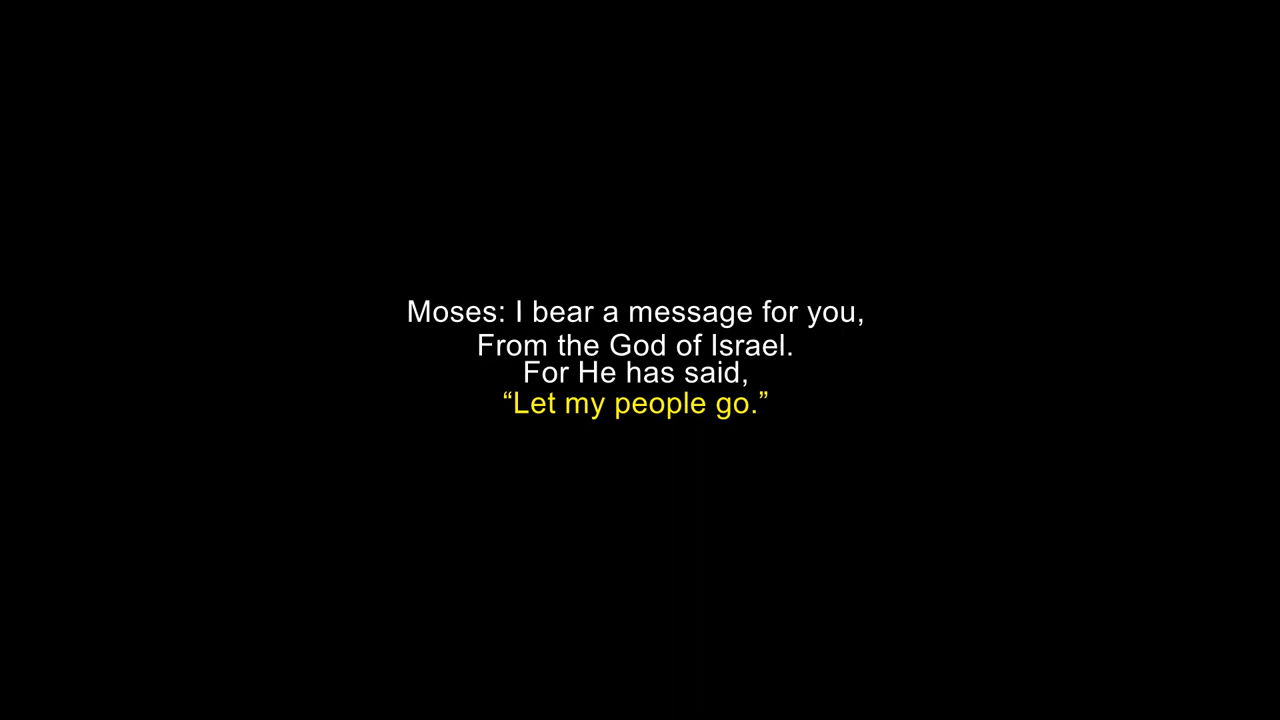 Moses: I bear a message for you,
From the God of Israel.
For He has said,
“Let my people go.”